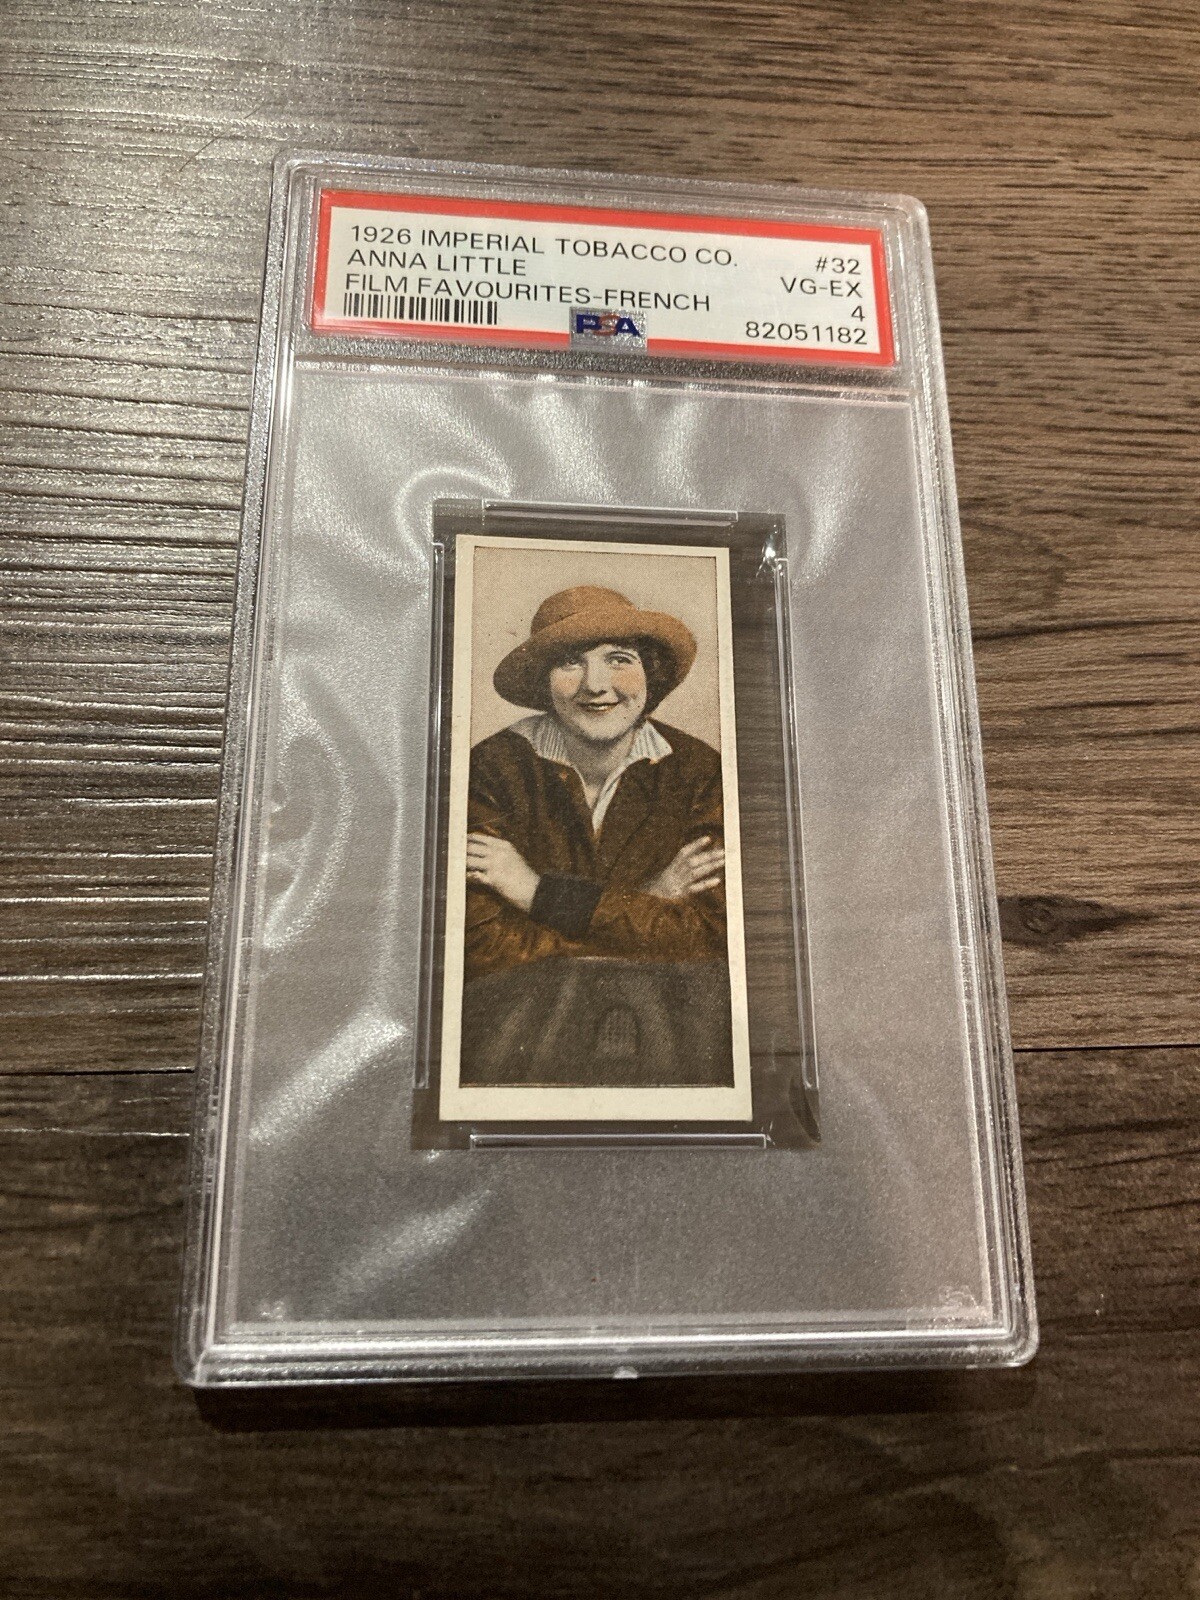 1926 IMPERIAL TOBACCO CO. #32
ANNA LITTLE VG-EX
FILM FAVOURITES-FRENCH 4
PSA 82051182